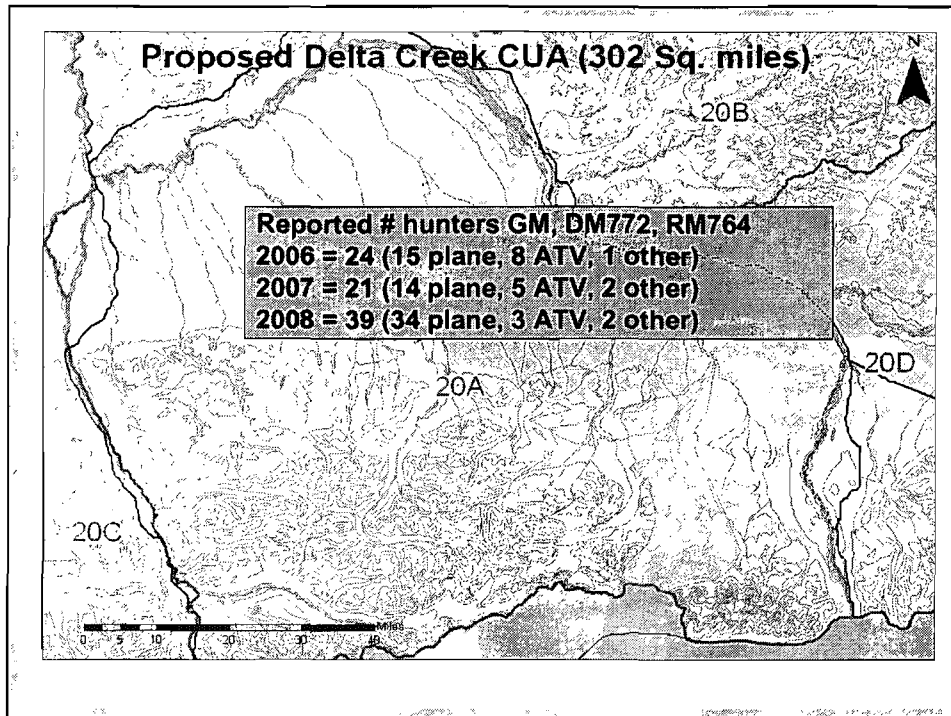 Proposed Delta Creek CUA (302 Sq. miles)
N
20B
Reported # hunters GM, DM772, RM764
2006 = 24 (15 plane, 8 ATV, 1 other)
2007 = 21 (14 plane, 5 ATV, 2 other)
2008 = 39 (34 plane, 3 ATV, 2 other)
20D
20A
20C
Miles
0 5 10 20 30 40